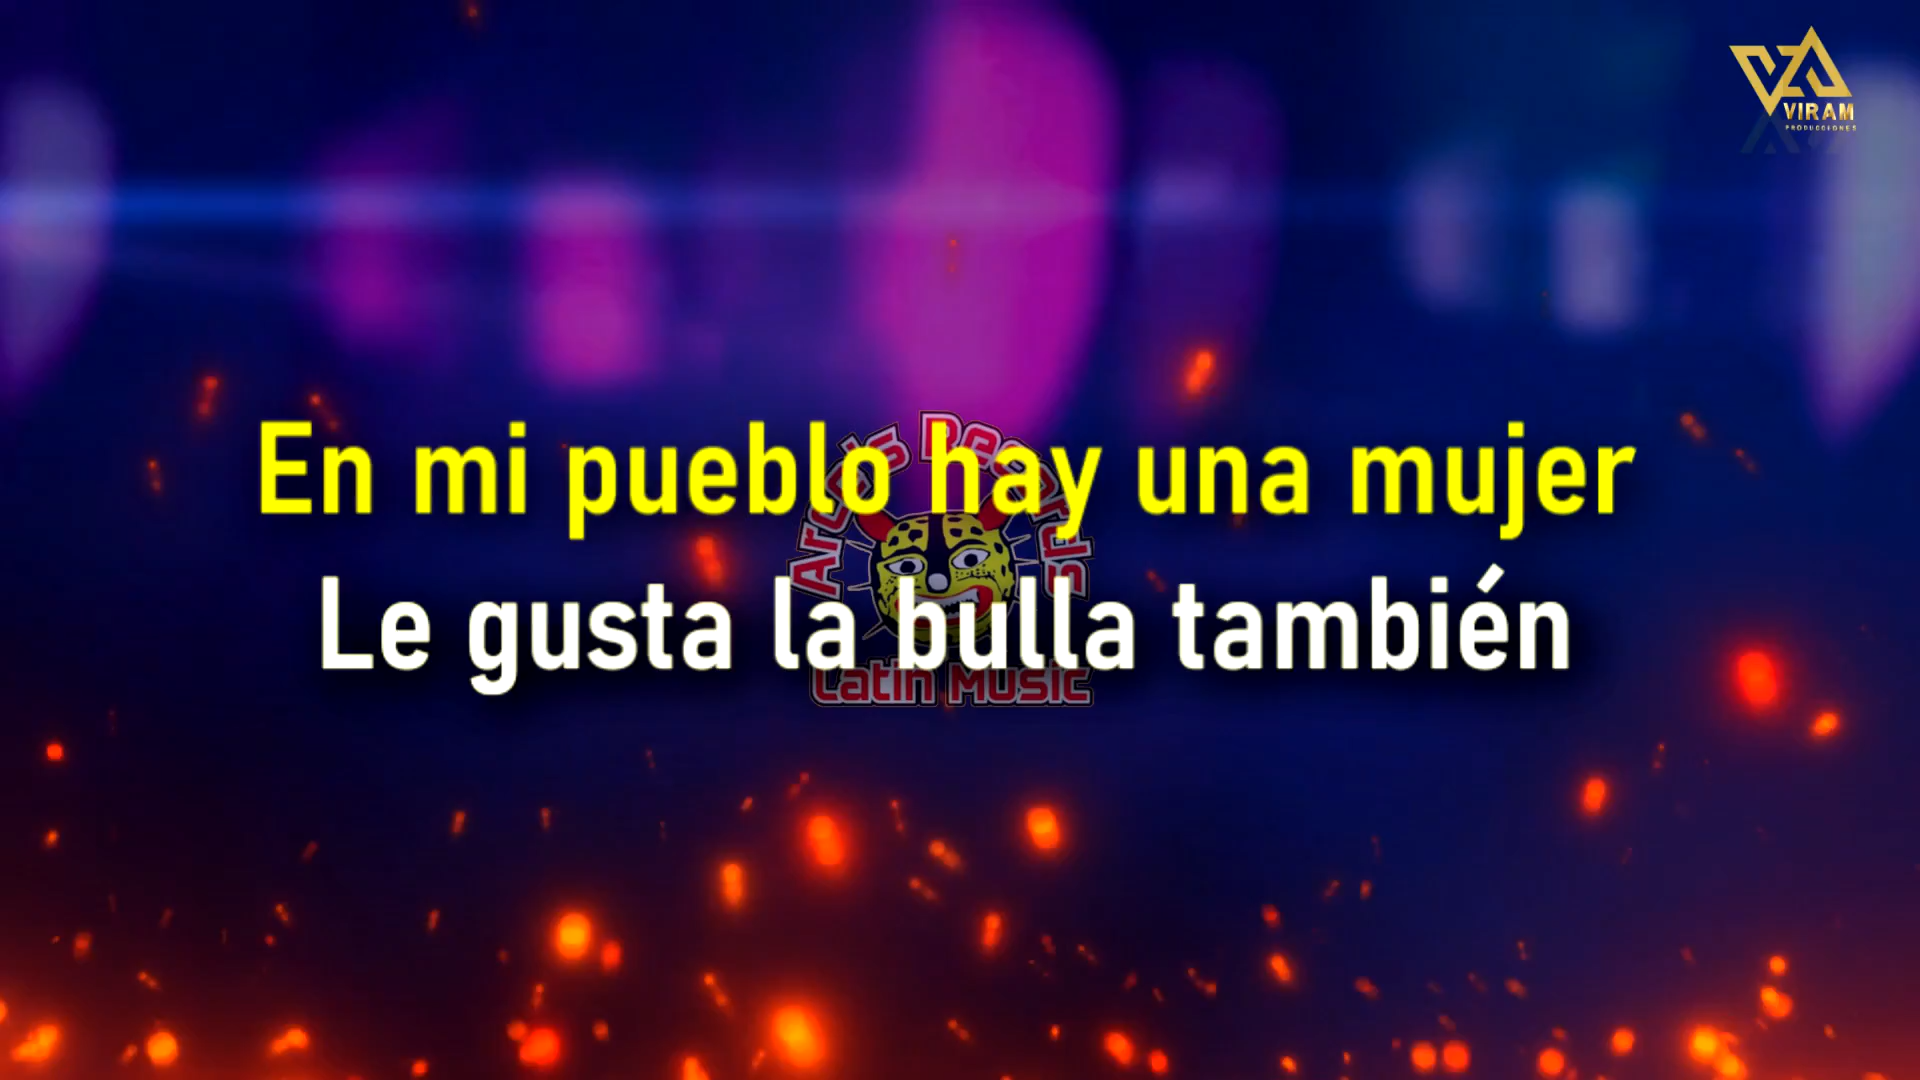 VIRAM
PRODUCCIONES
En mi pueblo hay una mujer
Le gusta la bulla también
Latin Music